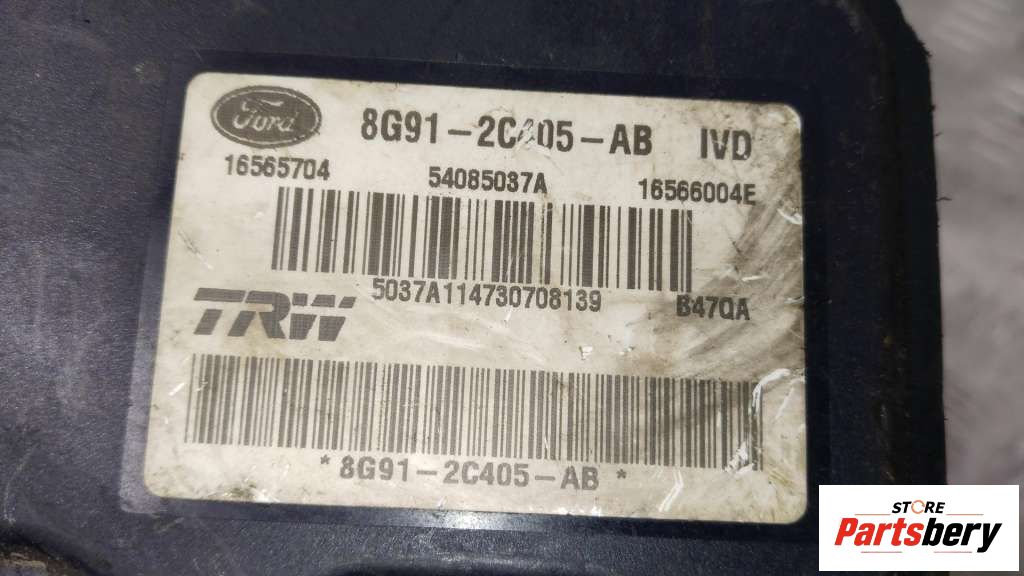 Ford 8G91-2C405-AB IVD
16565704 54085037A 16566004E
5037A114730708139 B47QA
TRW
*8G91-2C405-AB*
STORE
Partsbery